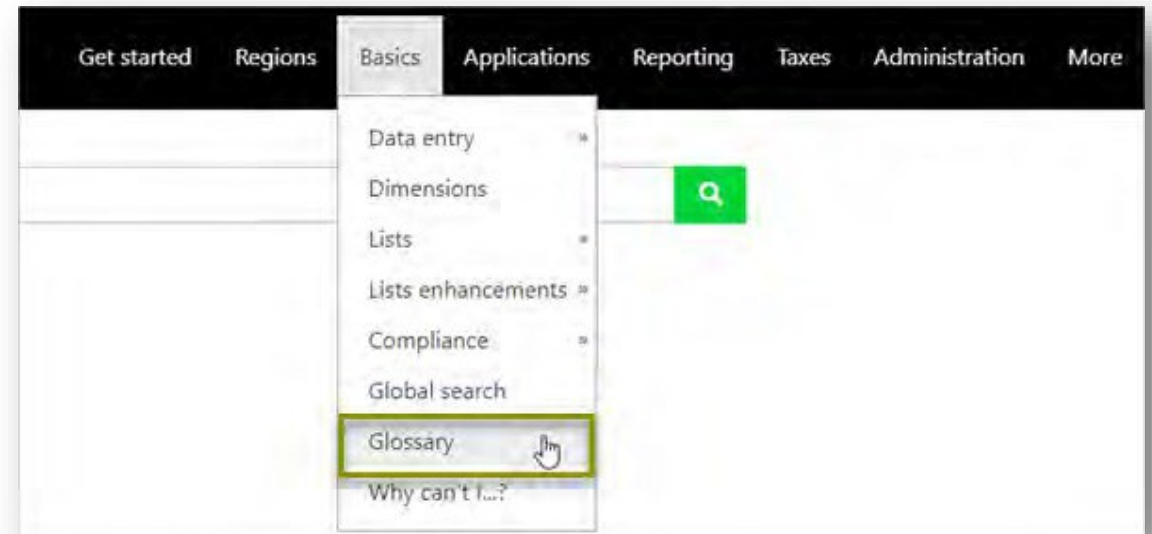 Get started Regions Basics Applications Reporting Taxes Administration More
Data entry »
Dimensions
Lists »
Lists enhancements »
Compliance »
Global search
Glossary
Why can't I...?